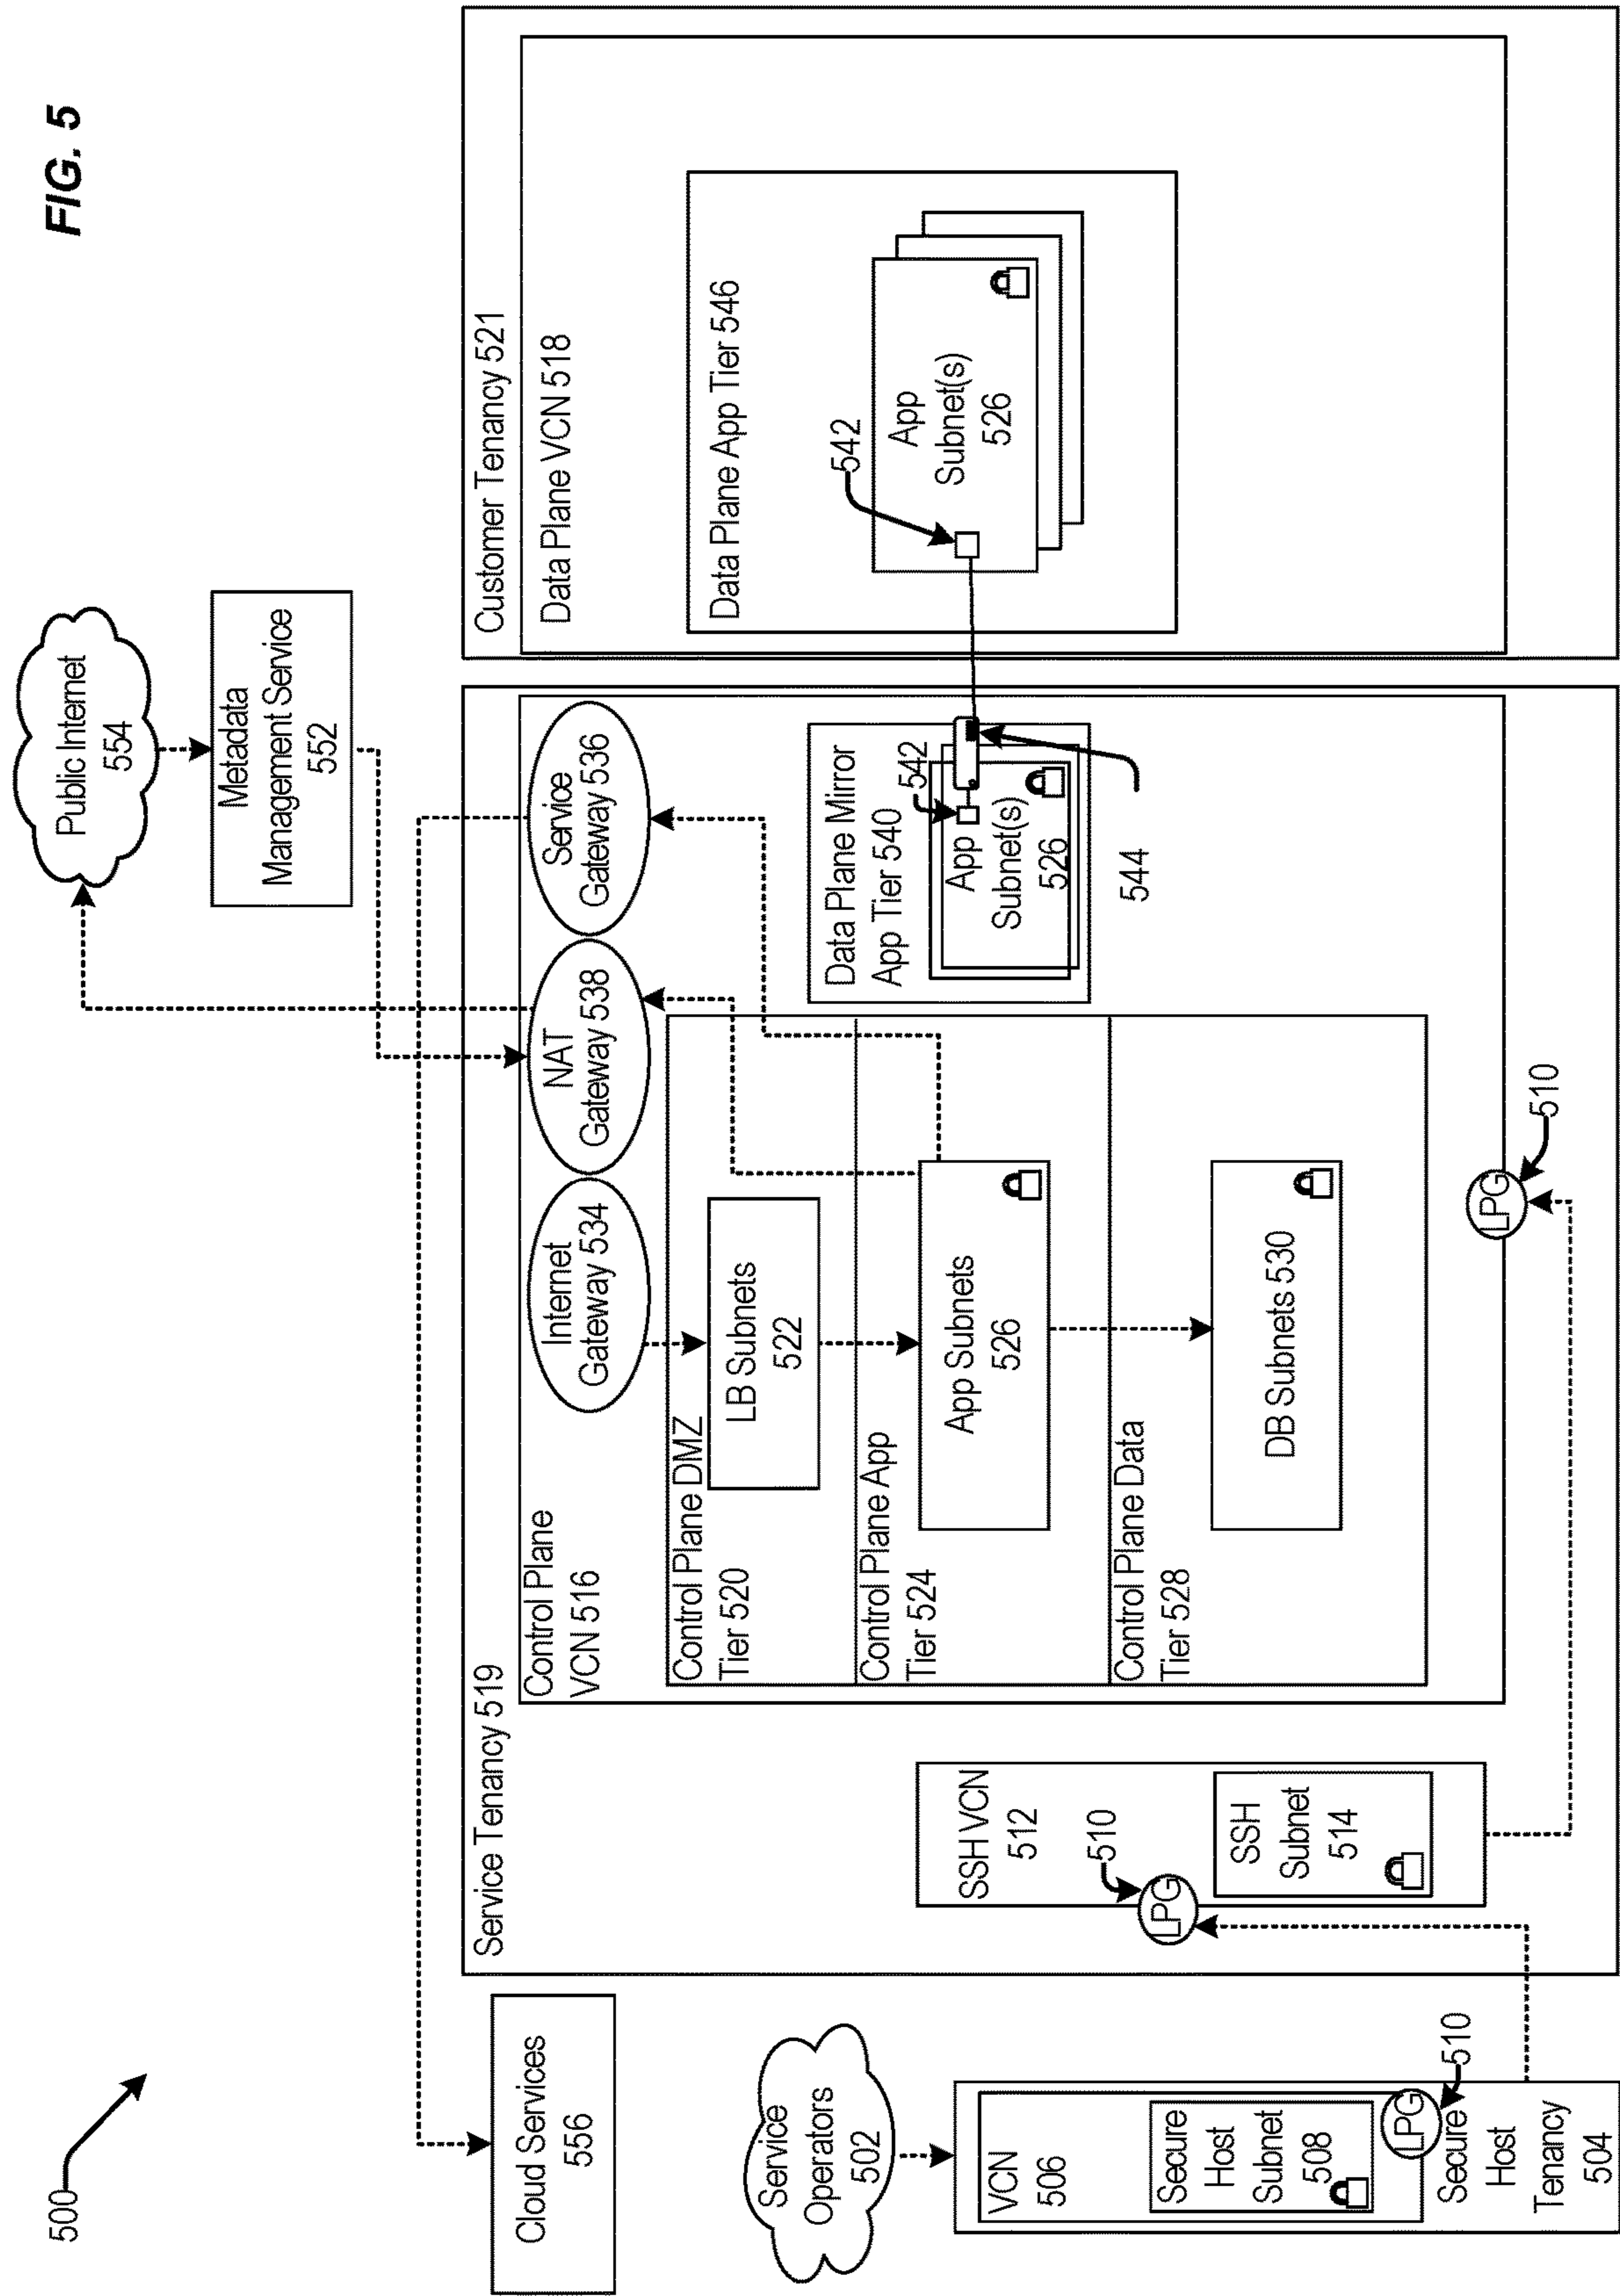 FIG. 5
500
Public Internet
554
Metadata
Management Service
552
Cloud Services
556
Service
Operators
502
VCN
506
Secure
Host
Subnet
508
LPG
510
Secure
Host
Tenancy
504
Service Tenancy 519
SSH VCN
512
510
LPG
SSH
Subnet
514
Control Plane
VCN 516
Internet
Gateway 534
NAT
Gateway 538
Service
Gateway 536
Control Plane DMZ
Tier 520
LB Subnets
522
Control Plane App
Tier 524
App Subnets
526
Control Plane Data
Tier 528
DB Subnets 530
LPG
510
Data Plane Mirror
App Tier 540
542
App
Subnet(s)
526
544
Customer Tenancy 521
Data Plane VCN 518
Data Plane App Tier 546
542
App
Subnet(s)
526